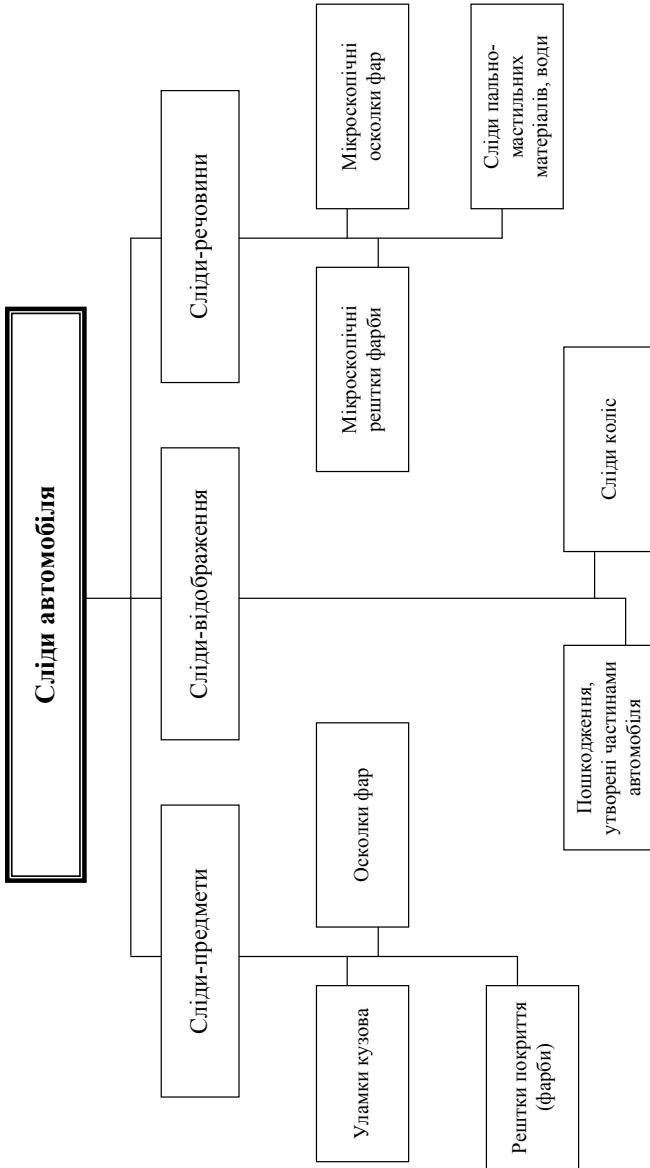 Сліди автомобіля
Сліди-предмети
Сліди-відображення
Сліди-речовини
Уламки кузова
Осколки фар
Рештки покриття
(фарби)
Пошкодження,
утворені частинами
автомобіля
Сліди коліс
Мікроскопічні
рештки фарби
Мікроскопічні
осколки фар
Сліди пально-
мастильних
матеріалів, води